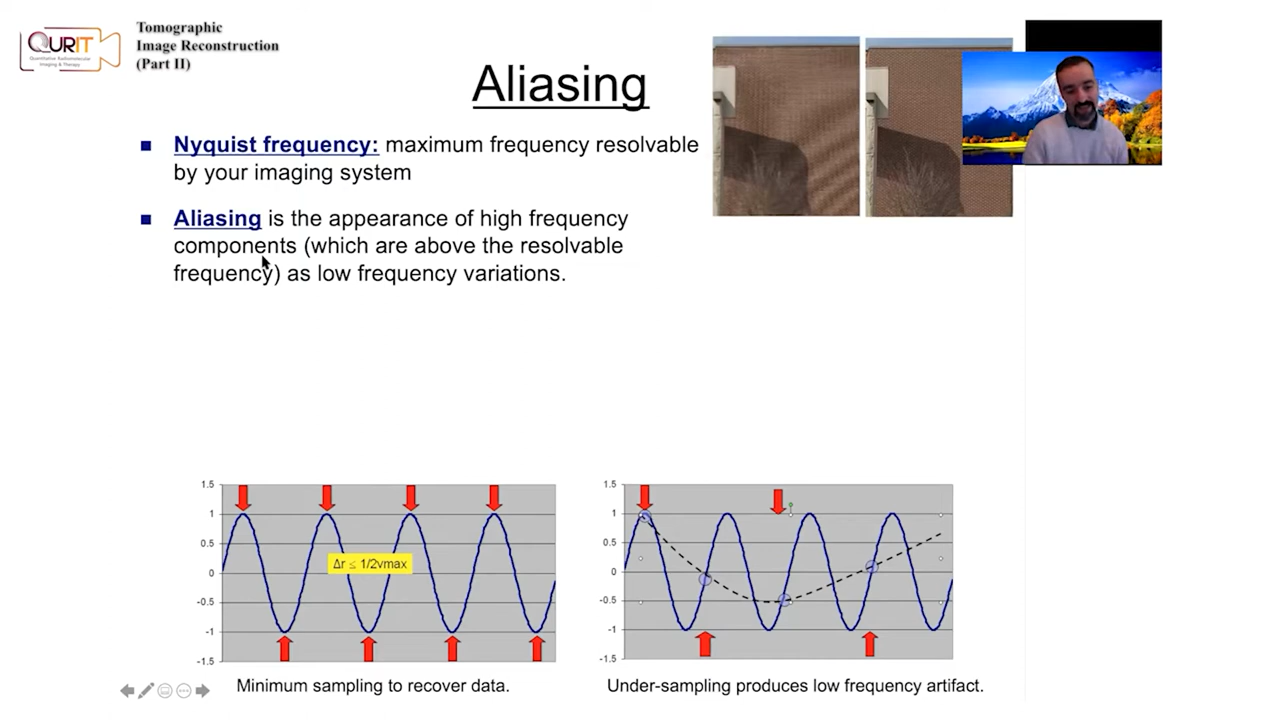 QURIT
Quantitative Radiomolecular
Imaging & Therapy
Tomographic
Image Reconstruction
(Part II)
Aliasing
Nyquist frequency: maximum frequency resolvable
by your imaging system
Aliasing is the appearance of high frequency
components (which are above the resolvable
frequency) as low frequency variations.
1.5
1
0.5
0
-0.5
-1
-1.5
Δr ≤ 1/2vmax
Minimum sampling to recover data.
1.5
1
0.5
0
-0.5
-1
-1.5
Under-sampling produces low frequency artifact.